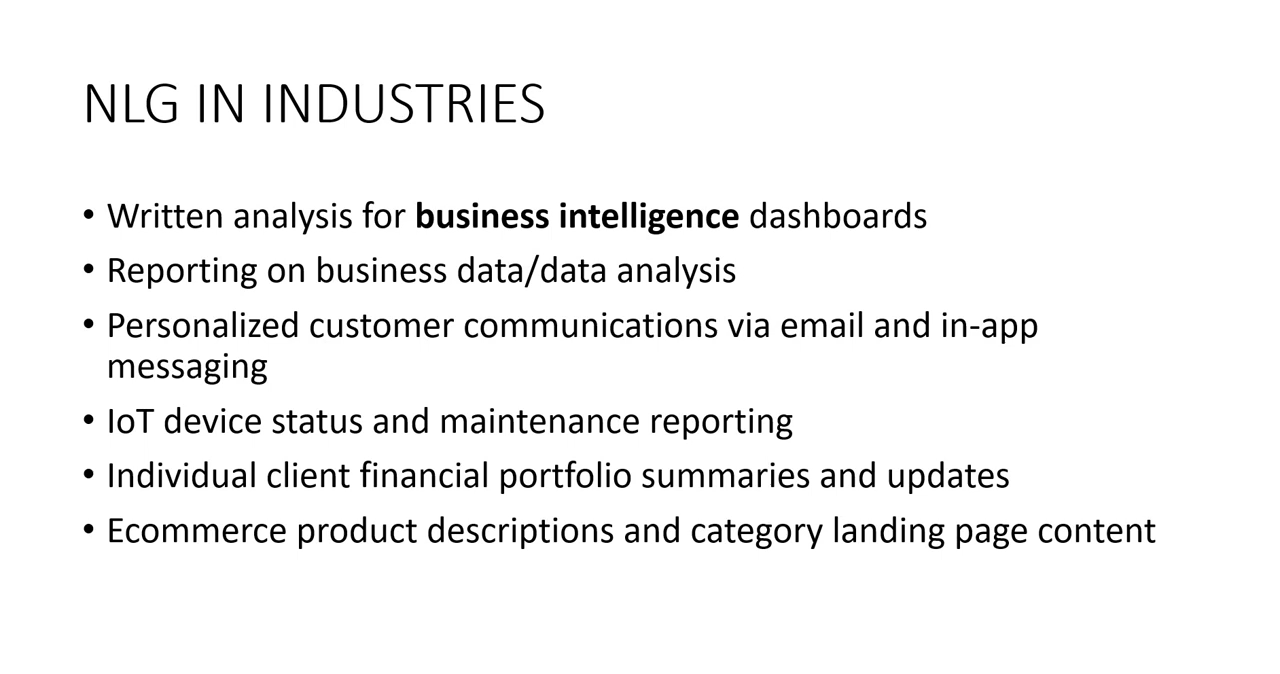 NLG IN INDUSTRIES
• Written analysis for business intelligence dashboards
• Reporting on business data/data analysis
• Personalized customer communications via email and in-app
messaging
• IoT device status and maintenance reporting
• Individual client financial portfolio summaries and updates
• Ecommerce product descriptions and category landing page content